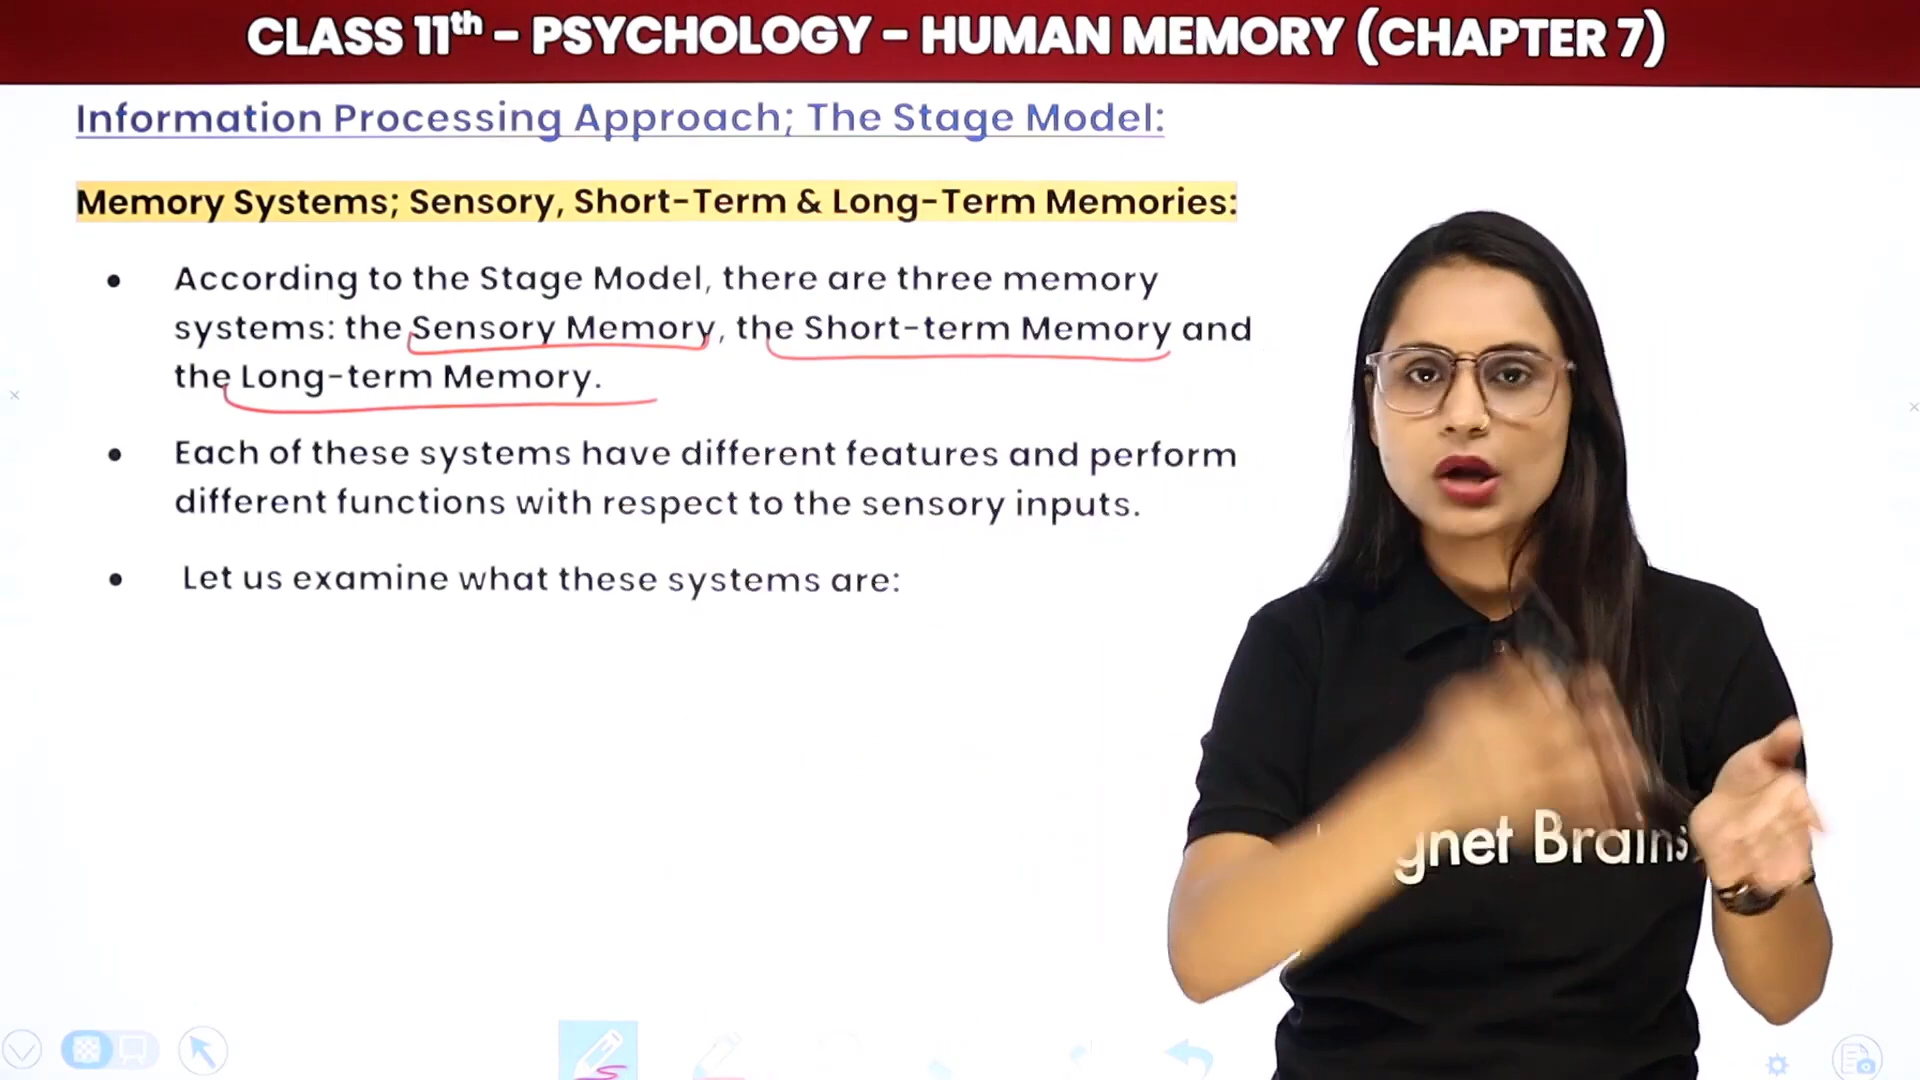 CLASS 11th - PSYCHOLOGY - HUMAN MEMORY (CHAPTER 7)
Information Processing Approach; The Stage Model:
Memory Systems; Sensory, Short-Term & Long-Term Memories:
• According to the Stage Model, there are three memory
systems: the Sensory Memory, the Short-term Memory and
the Long-term Memory.
• Each of these systems have different features and perform
different functions with respect to the sensory inputs.
• Let us examine what these systems are:
gnet Brains